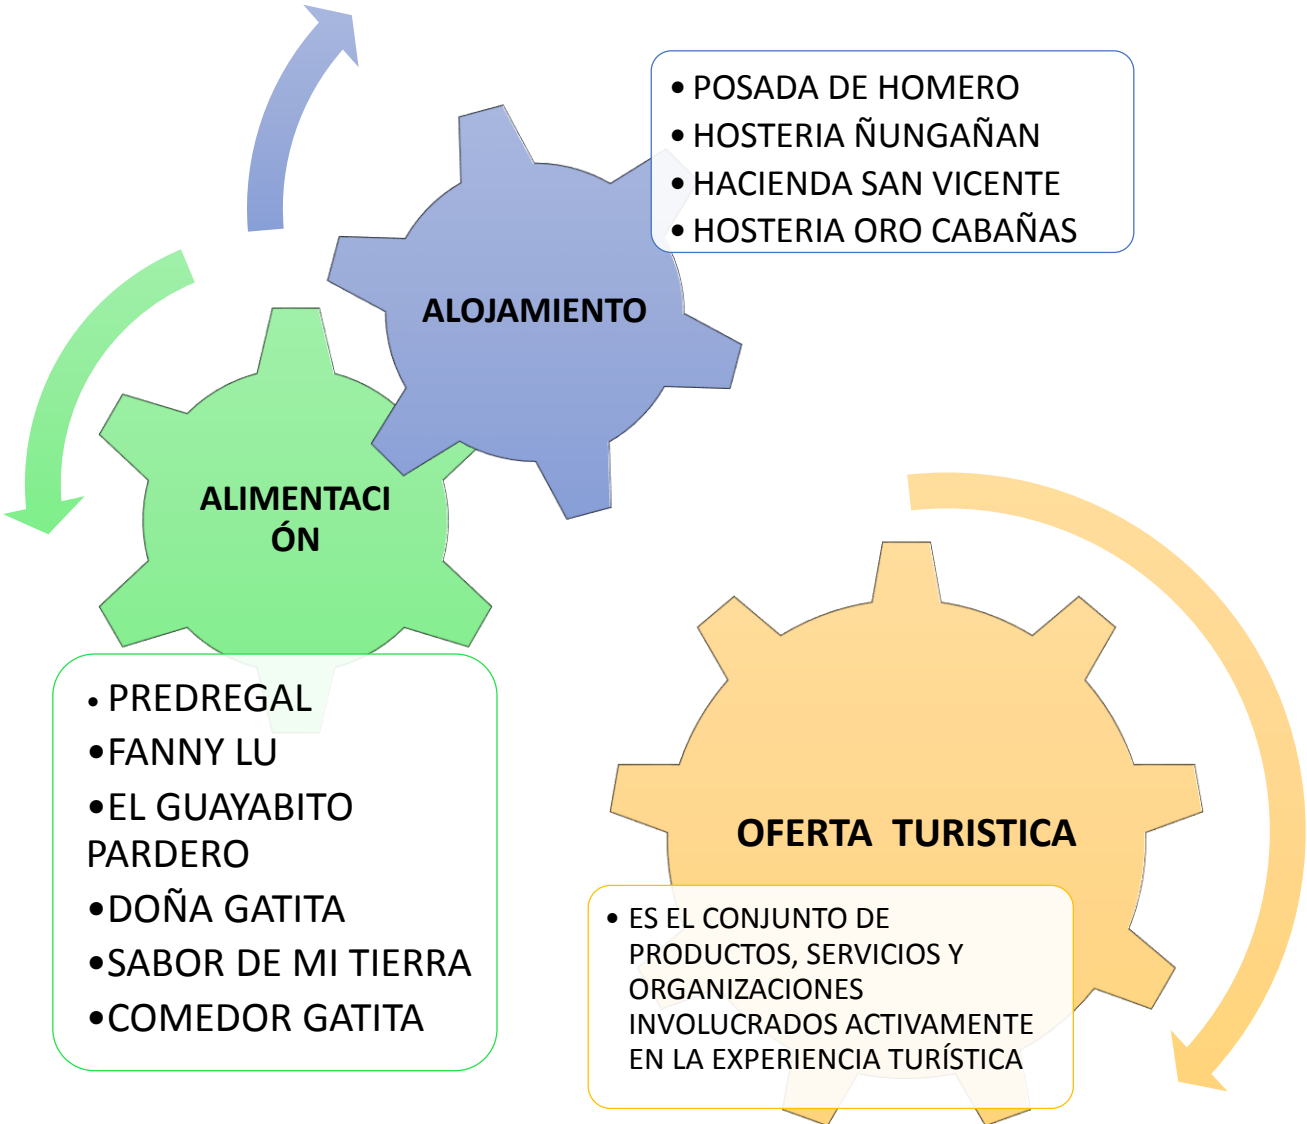 • POSADA DE HOMERO
• HOSTERIA ÑUNGAÑAN
• HACIENDA SAN VICENTE
• HOSTERIA ORO CABAÑAS
ALOJAMIENTO
ALIMENTACI
ÓN
• PREDREGAL
•FANNY LU
•EL GUAYABITO
PARDERO
•DOÑA GATITA
•SABOR DE MI TIERRA
•COMEDOR GATITA
OFERTA TURISTICA
• ES EL CONJUNTO DE
PRODUCTOS, SERVICIOS Y
ORGANIZACIONES
INVOLUCRADOS ACTIVAMENTE
EN LA EXPERIENCIA TURÍSTICA